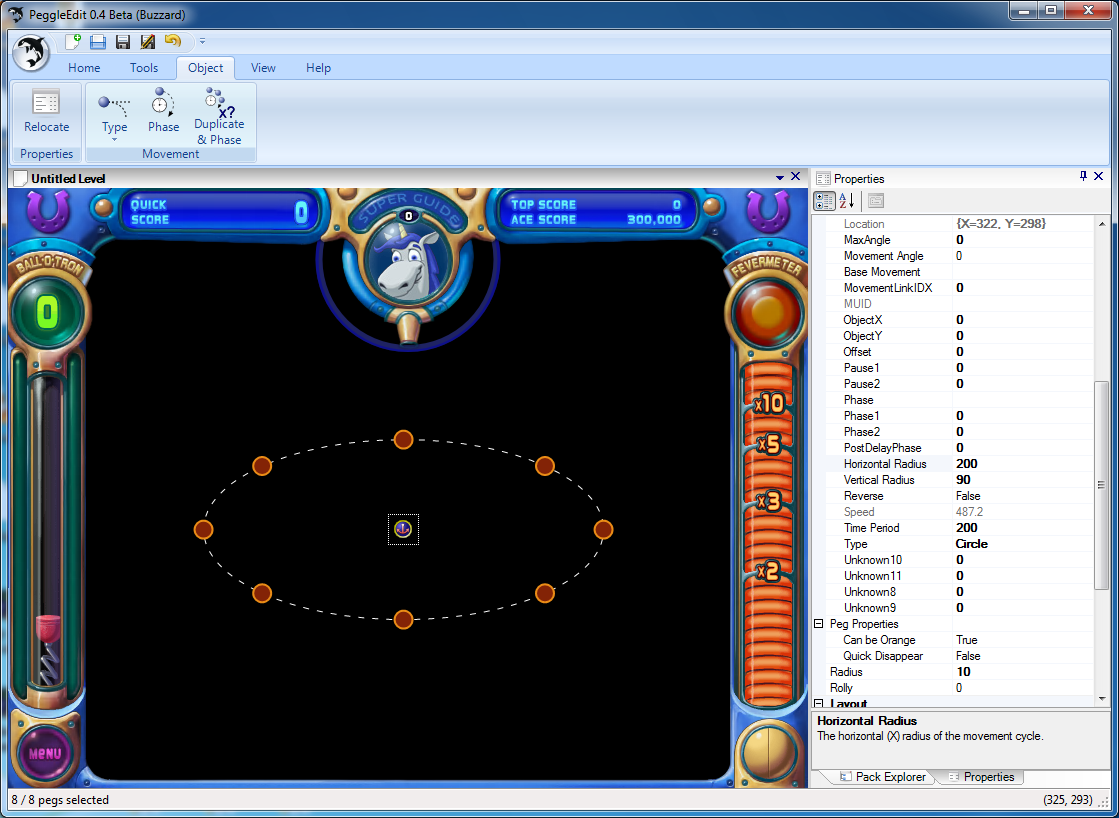 PeggleEdit 0.4 Beta (Buzzard)
Home Tools Object View Help
Relocate Type Phase Duplicate & Phase
x?
Properties Movement
Untitled Level
QUICK SCORE 0
SUPER GUIDE
0
TOP SCORE 0
ACE SCORE 300,000
BALL-O-TRON
0
FEVERMETER
x10
x5
x3
x2
MENU
Properties
A
Z
Location {X=322, Y=298}
MaxAngle 0
Movement Angle 0
Base Movement
MovementLinkIDX 0
MUID
ObjectX 0
ObjectY 0
Offset 0
Pause1 0
Pause2 0
Phase
Phase1 0
Phase2 0
PostDelayPhase 0
Horizontal Radius 200
Vertical Radius 90
Reverse False
Speed 487.2
Time Period 200
Type Circle
Unknown10 0
Unknown11 0
Unknown8 0
Unknown9 0
Peg Properties
Can be Orange True
Quick Disappear False
Radius 10
Rolly 0
Layout
Horizontal Radius
The horizontal (X) radius of the movement cycle.
Pack Explorer Properties
8 / 8 pegs selected (325, 293)